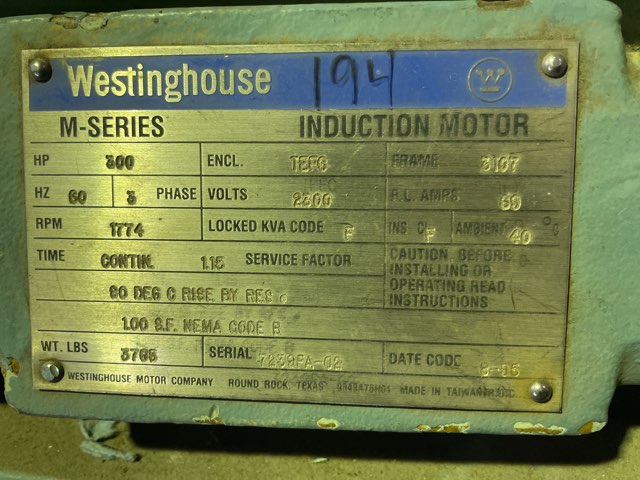 Westinghouse 194 W
M-SERIES INDUCTION MOTOR
HP 300 ENCL. TEFC FRAME 3107
HZ 60 3 PHASE VOLTS 2300 F.L. AMPS
RPM 1774 LOCKED KVA CODE F INS. CL F AMBIENT 40 °C
TIME CONTIN. 1.15 SERVICE FACTOR CAUTION, BEFORE
INSTALLING OR
OPERATING READ
INSTRUCTIONS
80 DEG C RISE BY RES
1.00 S.F. NEMA CODE B
WT. LBS SERIAL DATE CODE
WESTINGHOUSE MOTOR COMPANY ROUND ROCK, TEXAS MADE IN TAIWAN R.O.C.